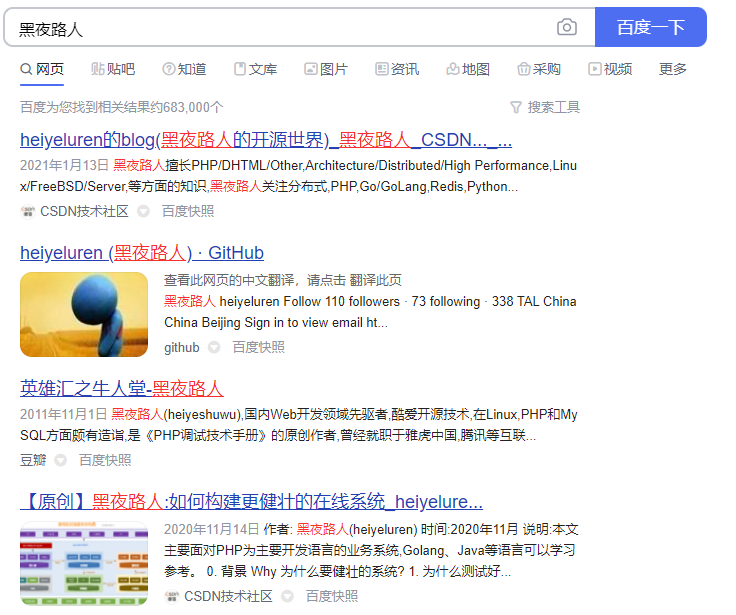 黑夜路人
百度一下
网页 贴吧 知道 文库 图片 资讯 地图 采购 视频 更多
百度为您找到相关结果约683,000个 搜索工具
heiyeluren的blog(黑夜路人的开源世界)_黑夜路人_CSDN..._...
2021年1月13日 黑夜路人擅长PHP/DHTML/Other,Architecture/Distributed/High Performance,Linu
x/FreeBSD/Server,等方面的知识,黑夜路人关注分布式,PHP,Go/GoLang,Redis,Python...
CSDN技术社区 百度快照
heiyeluren (黑夜路人) · GitHub
查看此网页的中文翻译，请点击 翻译此页
黑夜路人 heiyeluren Follow 110 followers · 73 following · 338 TAL China
China Beijing Sign in to view email ht...
github 百度快照
英雄汇之牛人堂-黑夜路人
2011年11月1日 黑夜路人(heiyeshuwu),国内Web开发领域先驱者,酷爱开源技术,在Linux,PHP和My
SQL方面颇有造诣,是《PHP调试技术手册》的原创作者,曾经就职于雅虎中国,腾讯等互联...
豆瓣 百度快照
【原创】黑夜路人:如何构建更健壮的在线系统_heiyelure...
2020年11月14日 作者: 黑夜路人(heiyeluren) 时间:2020年11月 说明:本文
主要面对PHP为主要开发语言的业务系统,Golang、Java等语言可以学习
参考。 0. 背景 Why 为什么要健壮的系统? 1. 为什么测试好...
CSDN技术社区 百度快照